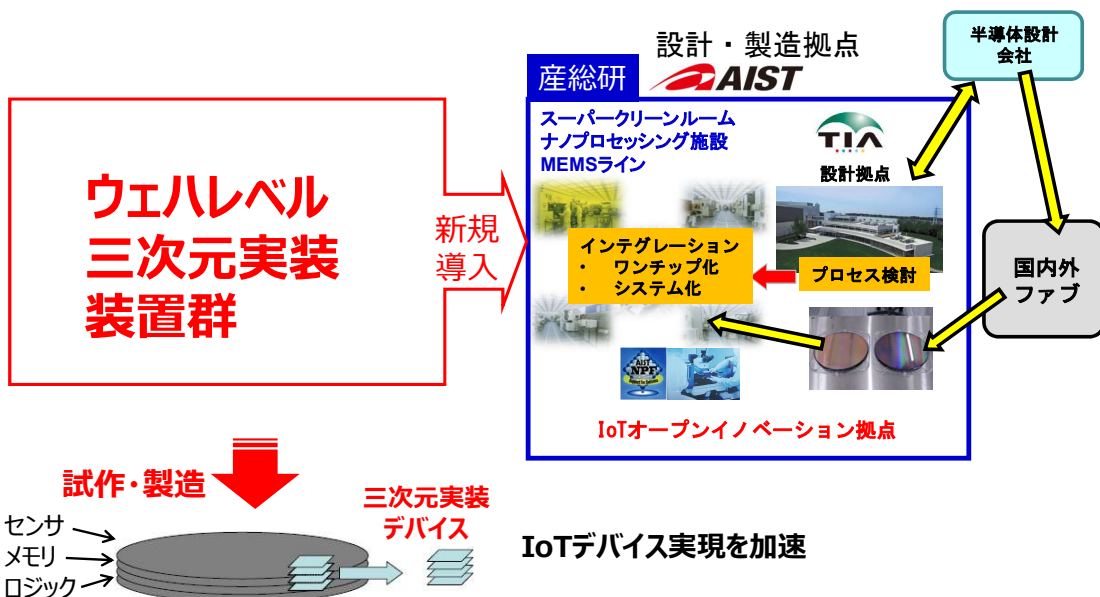 設計・製造拠点
産総研
AIST
半導体設計
会社
スーパークリーンルーム
ナノプロセッシング施設
MEMSライン
TIA
設計拠点
ウェハレベル
三次元実装
装置群
新規
導入
インテグレーション
・ ワンチップ化
・ システム化
プロセス検討
国内外
ファブ
AIST
NPF
IoTオープンイノベーション拠点
試作・製造
三次元実装
デバイス
センサ
メモリ
ロジック
IoTデバイス実現を加速